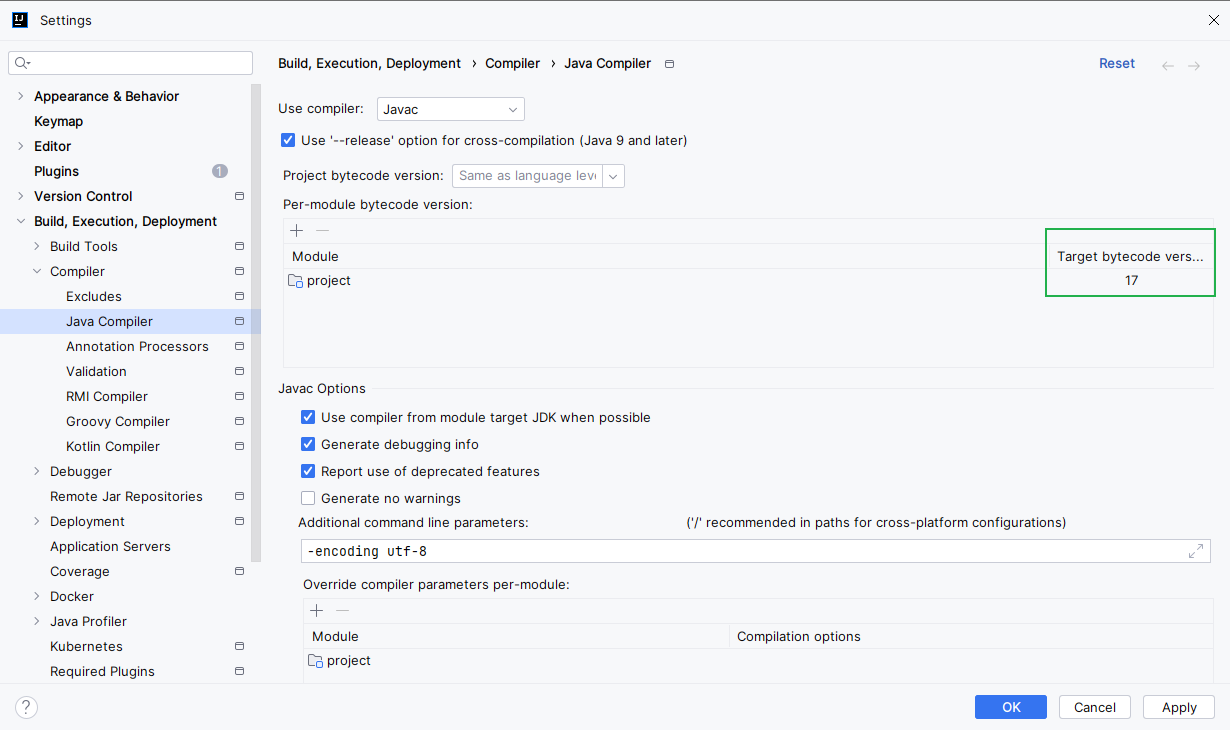 Settings
Build, Execution, Deployment › Compiler › Java Compiler
Reset
Appearance & Behavior
Keymap
Editor
Plugins 1
Version Control
Build, Execution, Deployment
Build Tools
Compiler
Excludes
Java Compiler
Annotation Processors
Validation
RMI Compiler
Groovy Compiler
Kotlin Compiler
Debugger
Remote Jar Repositories
Deployment
Application Servers
Coverage
Docker
Java Profiler
Kubernetes
Required Plugins
Use compiler: Javac
Use '--release' option for cross-compilation (Java 9 and later)
Project bytecode version: Same as language leve
Per-module bytecode version:
Module Target bytecode vers...
project 17
Javac Options
Use compiler from module target JDK when possible
Generate debugging info
Report use of deprecated features
Generate no warnings
Additional command line parameters: ('/' recommended in paths for cross-platform configurations)
-encoding utf-8
Override compiler parameters per-module:
Module Compilation options
project
?
OK Cancel Apply